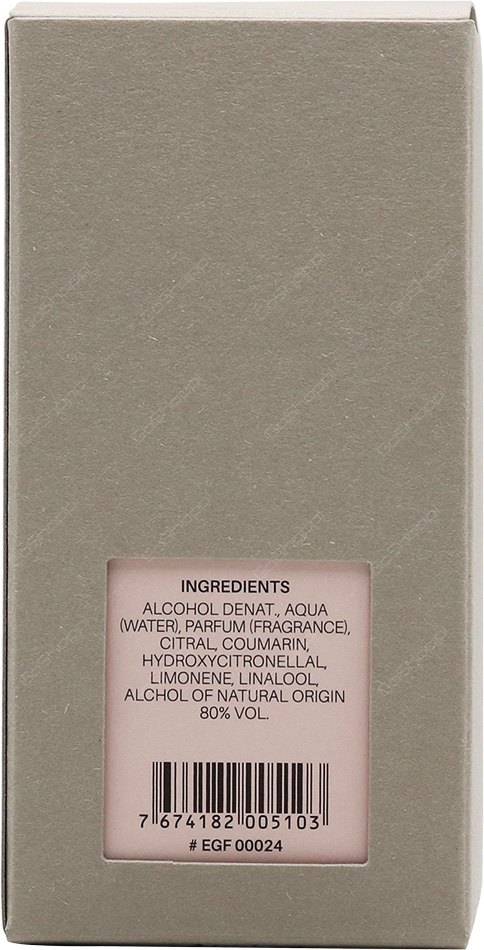 INGREDIENTS
ALCOHOL DENAT., AQUA
(WATER), PARFUM (FRAGRANCE),
CITRAL, COUMARIN,
HYDROXYCITRONELLAL,
LIMONENE, LINALOOL,
ALCHOL OF NATURAL ORIGIN
80% VOL.
7 674182 005103
# EGF 00024